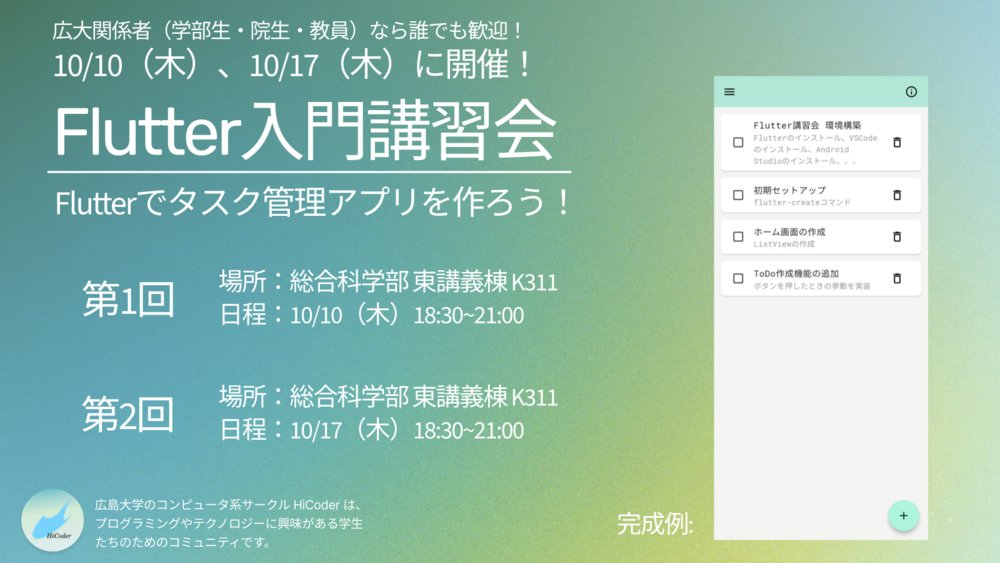 広大関係者（学部生・院生・教員）なら誰でも歓迎！
10/10（木）、10/17（木）に開催！
Flutter入門講習会
Flutterでタスク管理アプリを作ろう！
第1回
場所：総合科学部 東講義棟 K311
日程：10/10（木）18:30~21:00
第2回
場所：総合科学部 東講義棟 K311
日程：10/17（木）18:30~21:00
HiCoder
広島大学のコンピュータ系サークル HiCoder は、
プログラミングやテクノロジーに興味がある学生
たちのためのコミュニティです。
完成例:
Flutter講習会 環境構築
Flutterのインストール、VSCode
のインストール、Android
Studioのインストール、、、
初期セットアップ
flutter-createコマンド
ホーム画面の作成
ListViewの作成
ToDo作成機能の追加
ボタンを押したときの挙動を実装
+